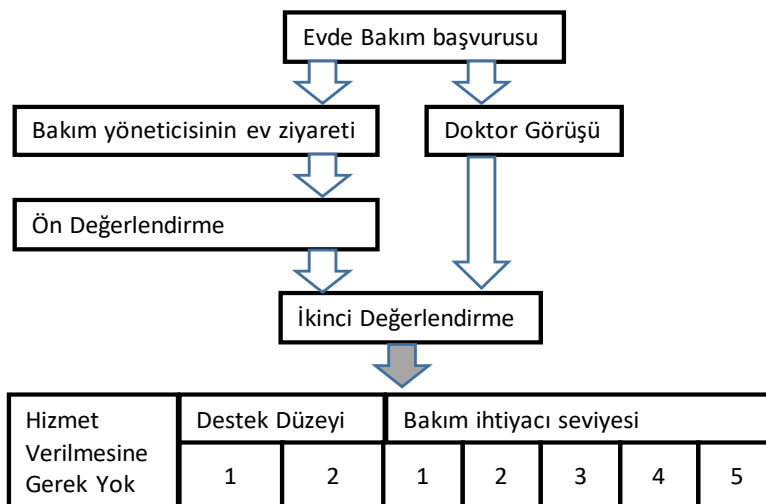 Evde Bakım başvurusu
Bakım yöneticisinin ev ziyareti
Doktor Görüşü
Ön Değerlendirme
İkinci Değerlendirme
Hizmet
Verilmesine
Gerek Yok
Destek Düzeyi
Bakım ihtiyacı seviyesi
1 2 1 2 3 4 5